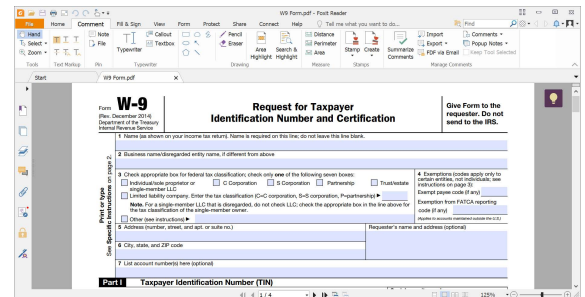 W9 Form.pdf - Foxit Reader
File Home Comment Fill & Sign View Form Protect Share Connect Help Tell me what you want to do... Find
Hand
Select
Zoom
Tools
Text Markup
Note
File
Pin
Typewriter
Callout
Textbox
Typewriter
Pencil
Eraser
Drawing
Area Highlight
Search & Highlight
Distance
Perimeter
Area
Measure
Stamp
Create
Stamps
Summarize Comments
Import
Export
FDF via Email
Comments
Popup Notes
Keep Tool Selected
Manage Comments
Start
W9 Form.pdf
Form W-9
(Rev. December 2014)
Department of the Treasury
Internal Revenue Service
Request for Taxpayer
Identification Number and Certification
Give Form to the
requester. Do not
send to the IRS.
Print or type
See Specific Instructions on page 2.
1 Name (as shown on your income tax return). Name is required on this line; do not leave this line blank.
2 Business name/disregarded entity name, if different from above
3 Check appropriate box for federal tax classification; check only one of the following seven boxes:
Individual/sole proprietor or single-member LLC
C Corporation
S Corporation
Partnership
Trust/estate
Limited liability company. Enter the tax classification (C=C corporation, S=S corporation, P=partnership)
Note. For a single-member LLC that is disregarded, do not check LLC; check the appropriate box in the line above for
the tax classification of the single-member owner.
Other (see instructions)
4 Exemptions (codes apply only to
certain entities, not individuals; see
instructions on page 3):
Exempt payee code (if any)
Exemption from FATCA reporting
code (if any)
(Applies to accounts maintained outside the U.S.)
5 Address (number, street, and apt. or suite no.)
Requester's name and address (optional)
6 City, state, and ZIP code
7 List account number(s) here (optional)
Part I Taxpayer Identification Number (TIN)
1 / 4
125%